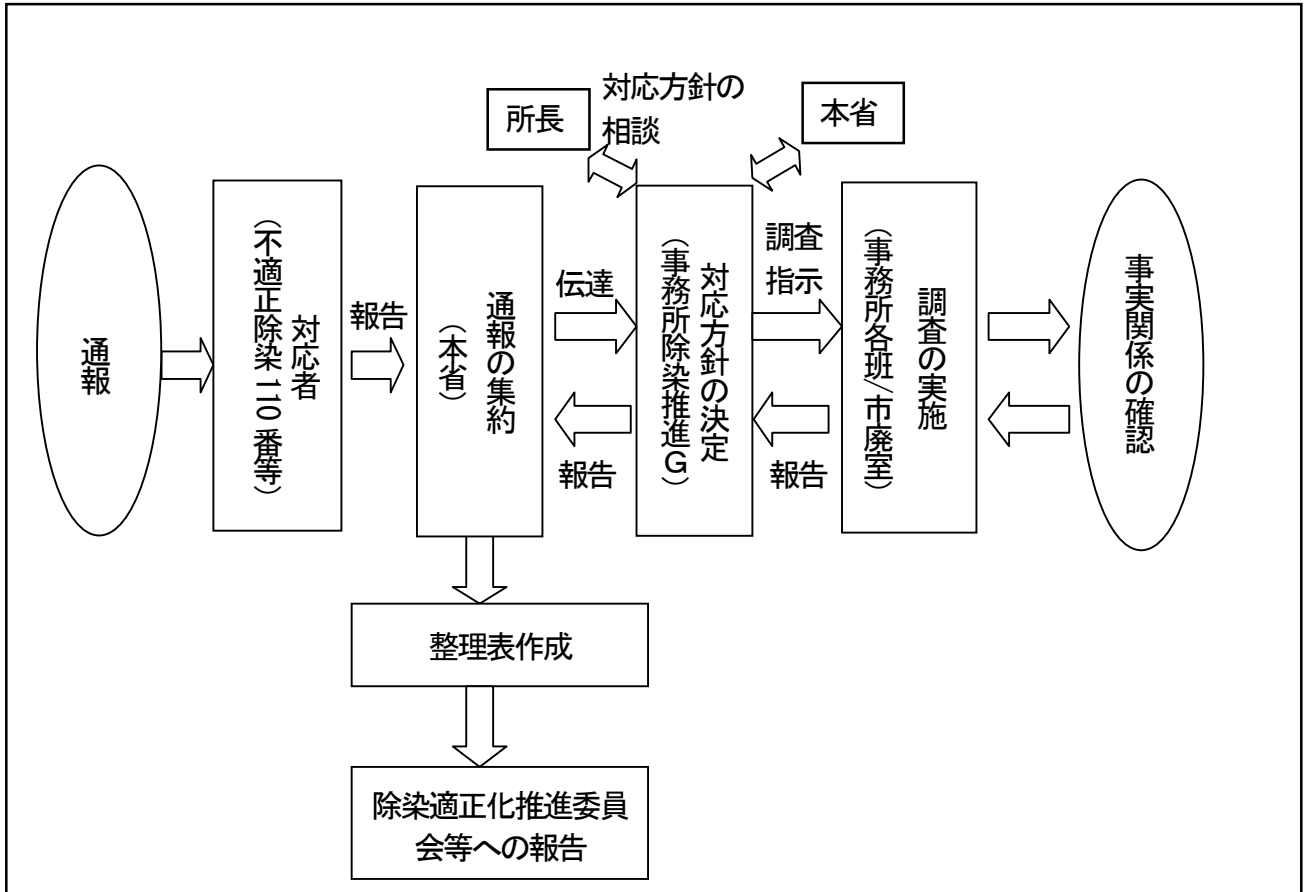 対応方針の
相談
所長
本省
通報
対応者
（不適正除染110番等）
報告
通報の集約
（本省）
伝達
報告
対応方針の決定
（事務所除染推進G）
調査
指示
報告
調査の実施
（事務所各班/市廃室）
事実関係の確認
整理表作成
除染適正化推進委員
会等への報告